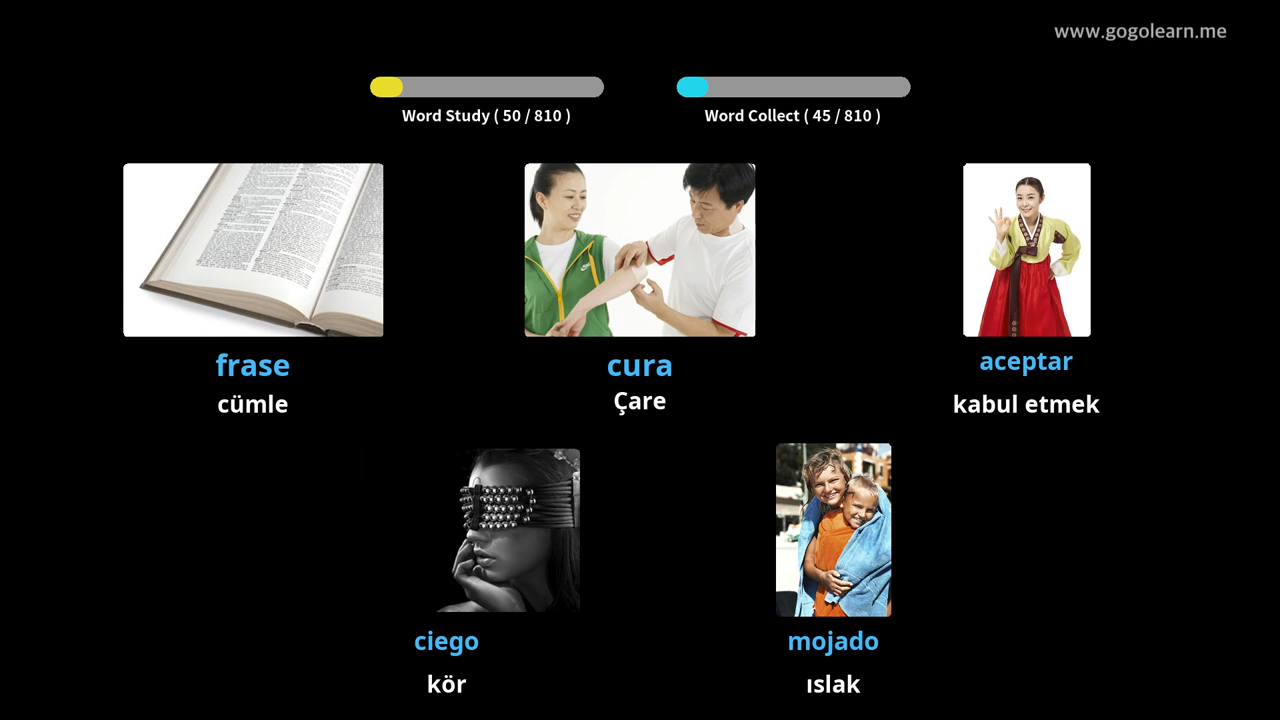 www.gogolearn.me
Word Study ( 50 / 810 )
Word Collect ( 45 / 810 )
frase
cura
aceptar
cümle
Çare
kabul etmek
ciego
mojado
kör
ıslak